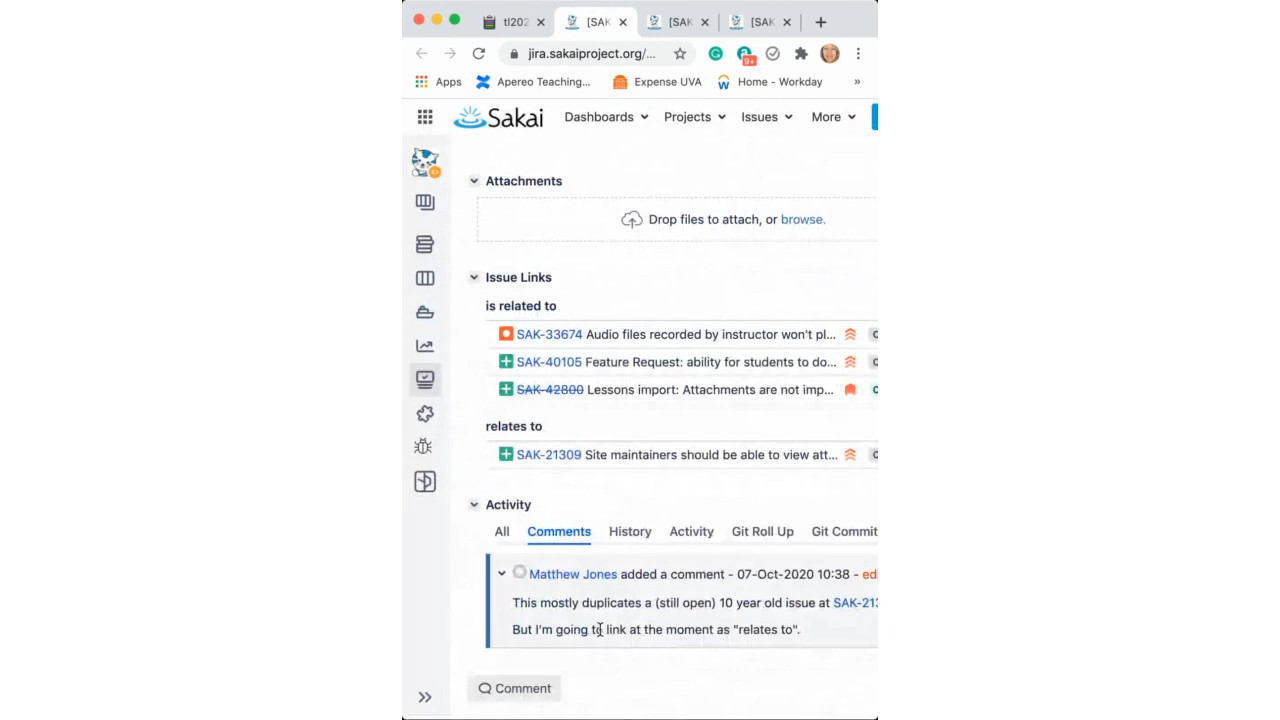 tl202 [SAK [SAK [SAK
jira.sakaiproject.org/...
9+
Apps Apereo Teaching... Expense UVA Home - Workday »
Sakai Dashboards Projects Issues More
Attachments
Drop files to attach, or browse.
Issue Links
is related to
SAK-33674 Audio files recorded by instructor won't pl...
SAK-40105 Feature Request: ability for students to do...
SAK-42800 Lessons import: Attachments are not imp...
relates to
SAK-21309 Site maintainers should be able to view att...
Activity
All Comments History Activity Git Roll Up Git Commit
Matthew Jones added a comment - 07-Oct-2020 10:38 - ed
This mostly duplicates a (still open) 10 year old issue at SAK-213
But I'm going to link at the moment as "relates to".
Comment